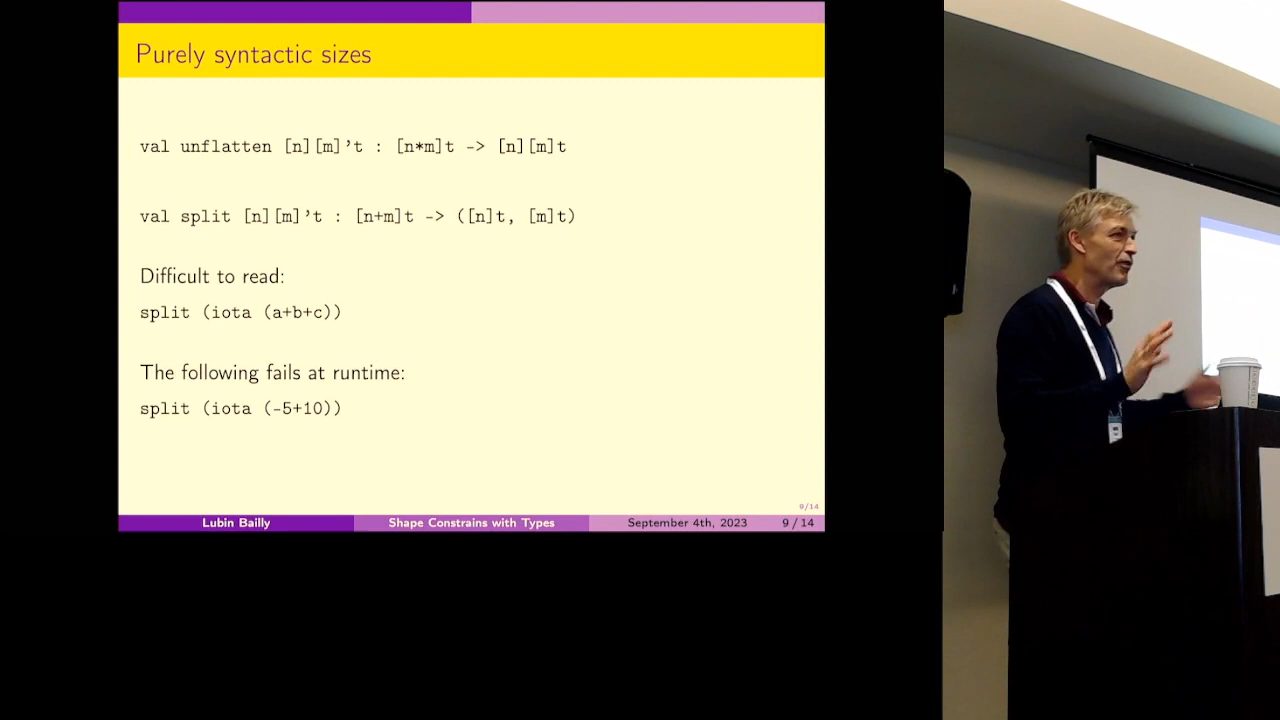 Purely syntactic sizes
val unflatten [n][m]'t : [n*m]t -> [n][m]t
val split [n][m]'t : [n+m]t -> ([n]t, [m]t)
Difficult to read:
split (iota (a+b+c))
The following fails at runtime:
split (iota (-5+10))
9/14
Lubin Bailly Shape Constrains with Types September 4th, 2023 9 / 14